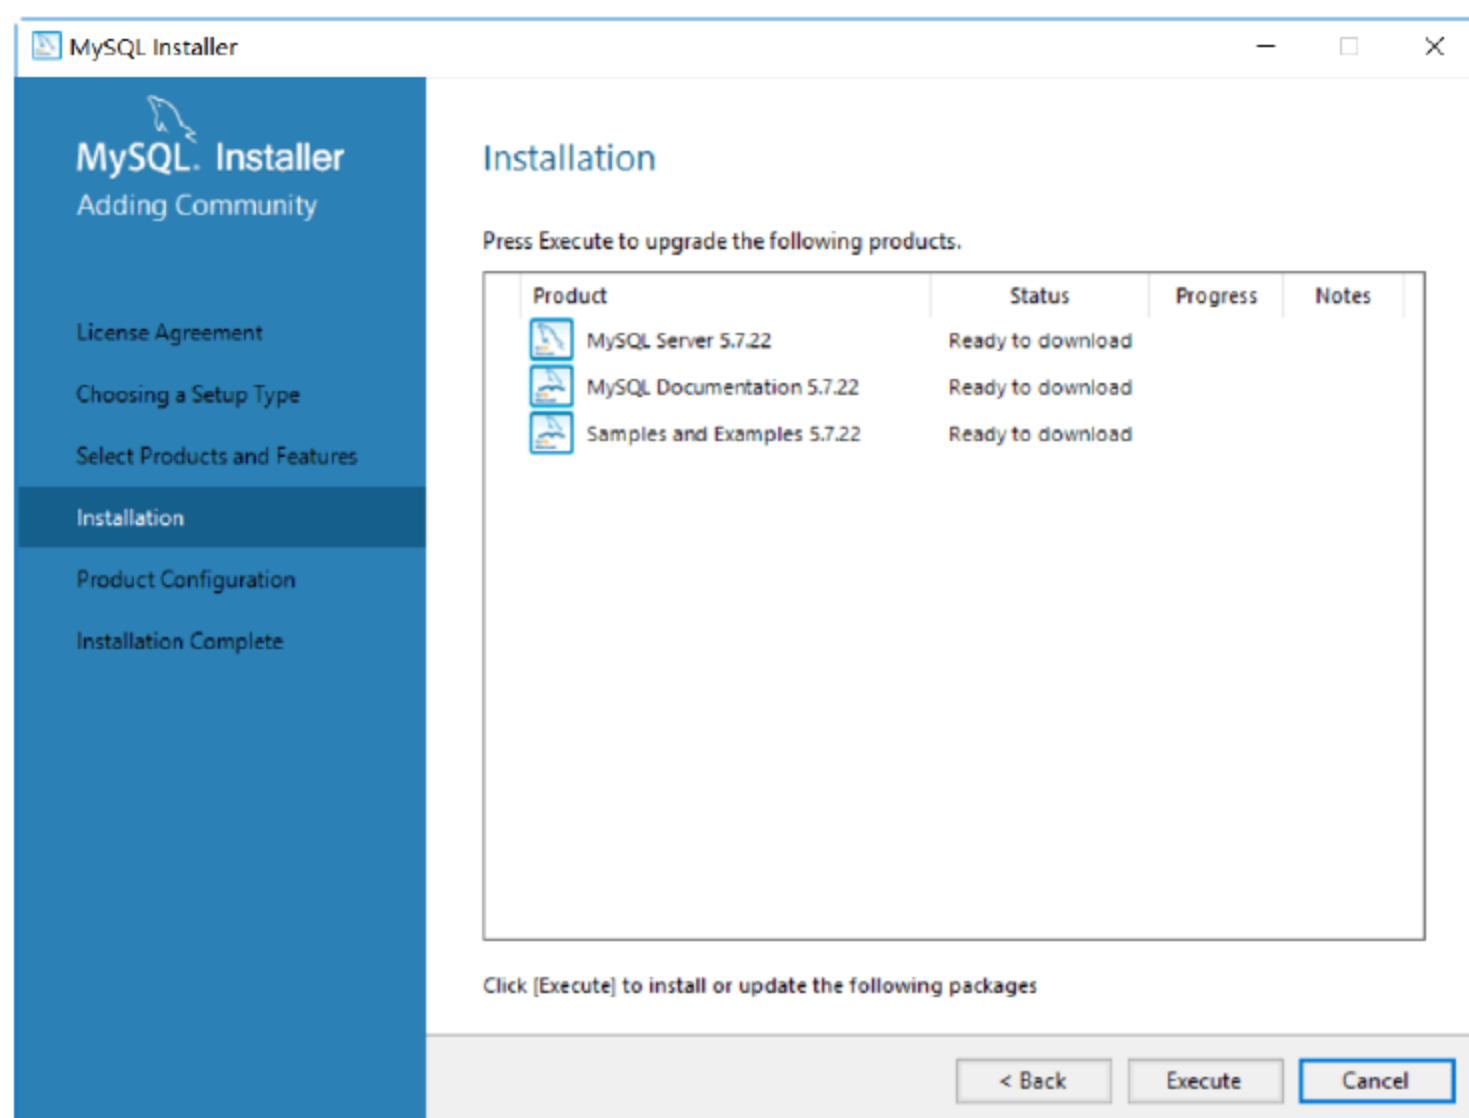 MySQL Installer
MySQL. Installer
Adding Community
License Agreement
Choosing a Setup Type
Select Products and Features
Installation
Product Configuration
Installation Complete
Installation
Press Execute to upgrade the following products.
Product Status Progress Notes
MySQL Server 5.7.22 Ready to download
MySQL Documentation 5.7.22 Ready to download
Samples and Examples 5.7.22 Ready to download
Click [Execute] to install or update the following packages
< Back Execute Cancel